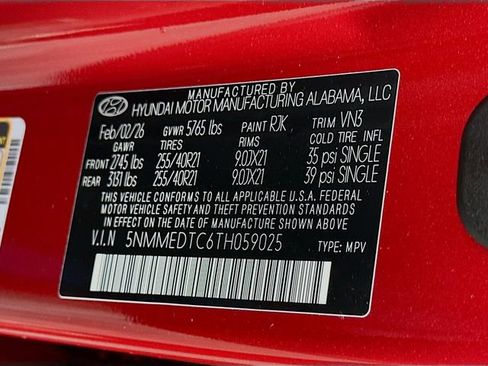 MANUFACTURED BY
HYUNDAI MOTOR MANUFACTURING ALABAMA, LLC
Feb/02/26 GVWR 5765 lbs PAINT RJK TRIM VN3
GAWR TIRES RIMS COLD TIRE INFL
FRONT 2745 lbs 255/40R21 9.0JX21 35 psi SINGLE
REAR 3131 lbs 255/40R21 9.0JX21 39 psi SINGLE
THIS VEHICLE CONFORMS TO ALL APPLICABLE U.S.A. FEDERAL
MOTOR VEHICLE SAFETY AND THEFT PREVENTION STANDARDS
IN EFFECT ON THE DATE OF MANUFACTURE SHOWN ABOVE
V.I.N 5NMMEDTC6TH059025 TYPE: MPV